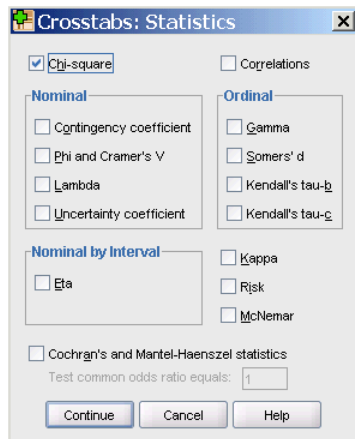 Crosstabs: Statistics
Chi-square
Correlations
Nominal
Contingency coefficient
Phi and Cramer's V
Lambda
Uncertainty coefficient
Ordinal
Gamma
Somers' d
Kendall's tau-b
Kendall's tau-c
Nominal by Interval
Eta
Kappa
Risk
McNemar
Cochran's and Mantel-Haenszel statistics
Test common odds ratio equals: 1
Continue Cancel Help